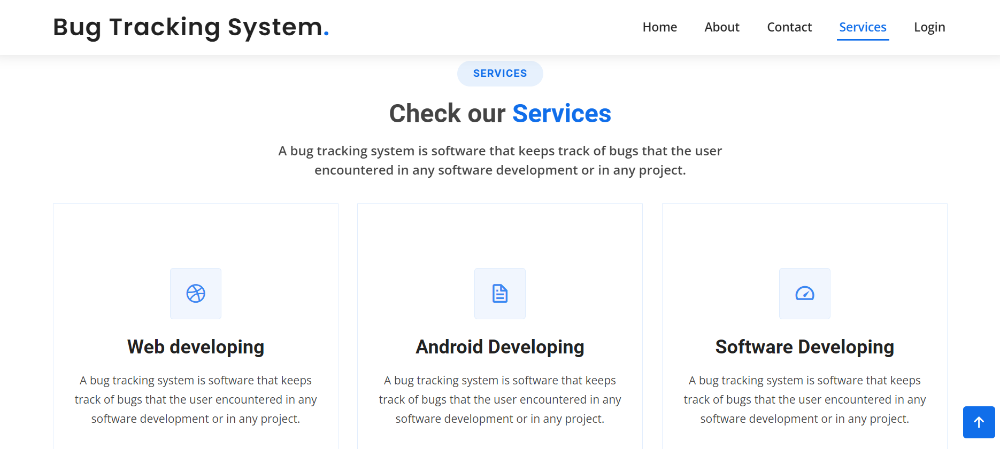 Bug Tracking System.
Home About Contact Services Login
SERVICES
Check our Services
A bug tracking system is software that keeps track of bugs that the user
encountered in any software development or in any project.
Web developing
A bug tracking system is software that keeps
track of bugs that the user encountered in any
software development or in any project.
Android Developing
A bug tracking system is software that keeps
track of bugs that the user encountered in any
software development or in any project.
Software Developing
A bug tracking system is software that keeps
track of bugs that the user encountered in any
software development or in any project.